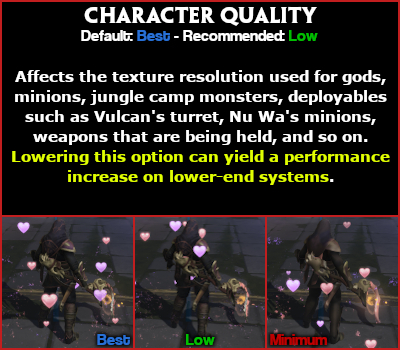 CHARACTER QUALITY
Default: Best - Recommended: Low
Affects the texture resolution used for gods,
minions, jungle camp monsters, deployables
such as Vulcan's turret, Nu Wa's minions,
weapons that are being held, and so on.
Lowering this option can yield a performance
increase on lower-end systems.
Best
Low
Minimum